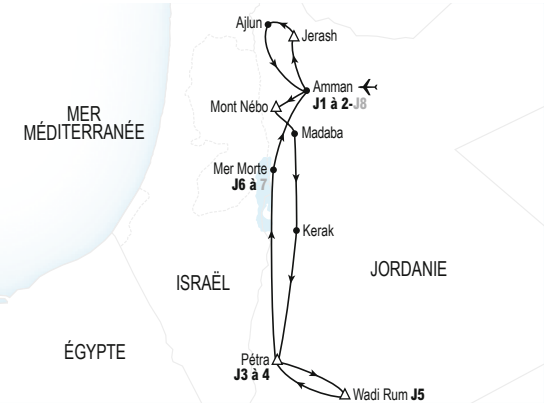 Ajlun
Jerash
Amman
J1 à 2-J8
Mont Nébo
MER
MÉDITERRANÉE
Madaba
Mer Morte
J6 à 7
Kerak
ISRAËL
JORDANIE
ÉGYPTE
Pétra
J3 à 4
Wadi Rum J5